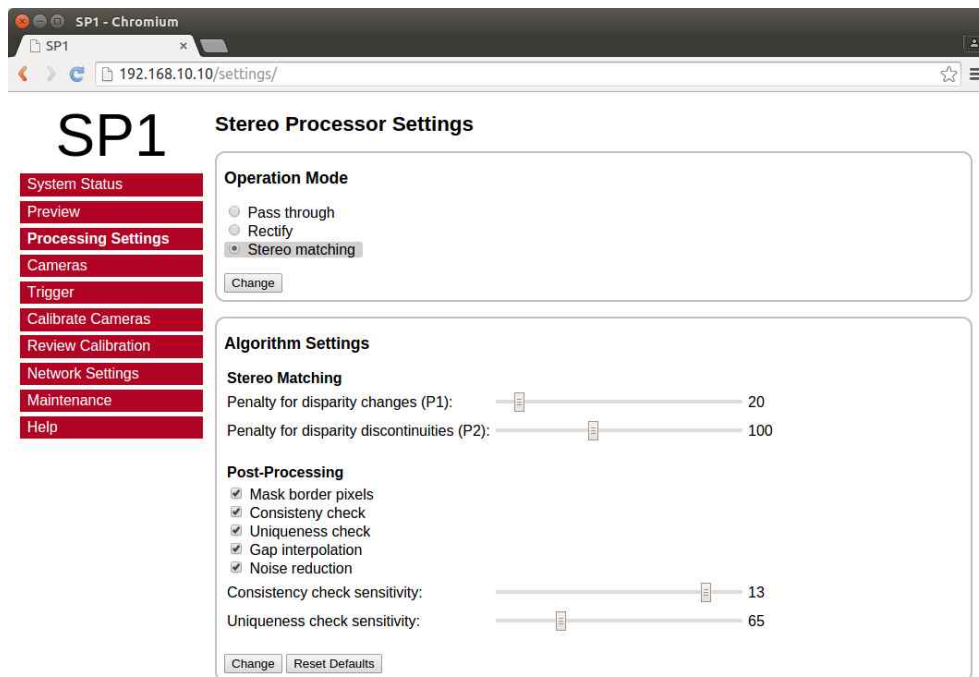 SP1 - Chromium
SP1
192.168.10.10/settings/
SP1
System Status
Preview
Processing Settings
Cameras
Trigger
Calibrate Cameras
Review Calibration
Network Settings
Maintenance
Help
Stereo Processor Settings
Operation Mode
Pass through
Rectify
Stereo matching
Change
Algorithm Settings
Stereo Matching
Penalty for disparity changes (P1): 20
Penalty for disparity discontinuities (P2): 100
Post-Processing
Mask border pixels
Consisteny check
Uniqueness check
Gap interpolation
Noise reduction
Consistency check sensitivity: 13
Uniqueness check sensitivity: 65
Change Reset Defaults